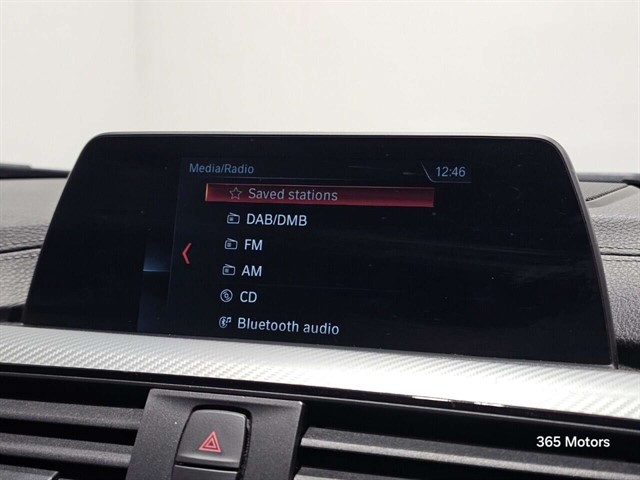 Media/Radio
12:46
Saved stations
DAB/DMB
FM
AM
CD
Bluetooth audio
365 Motors